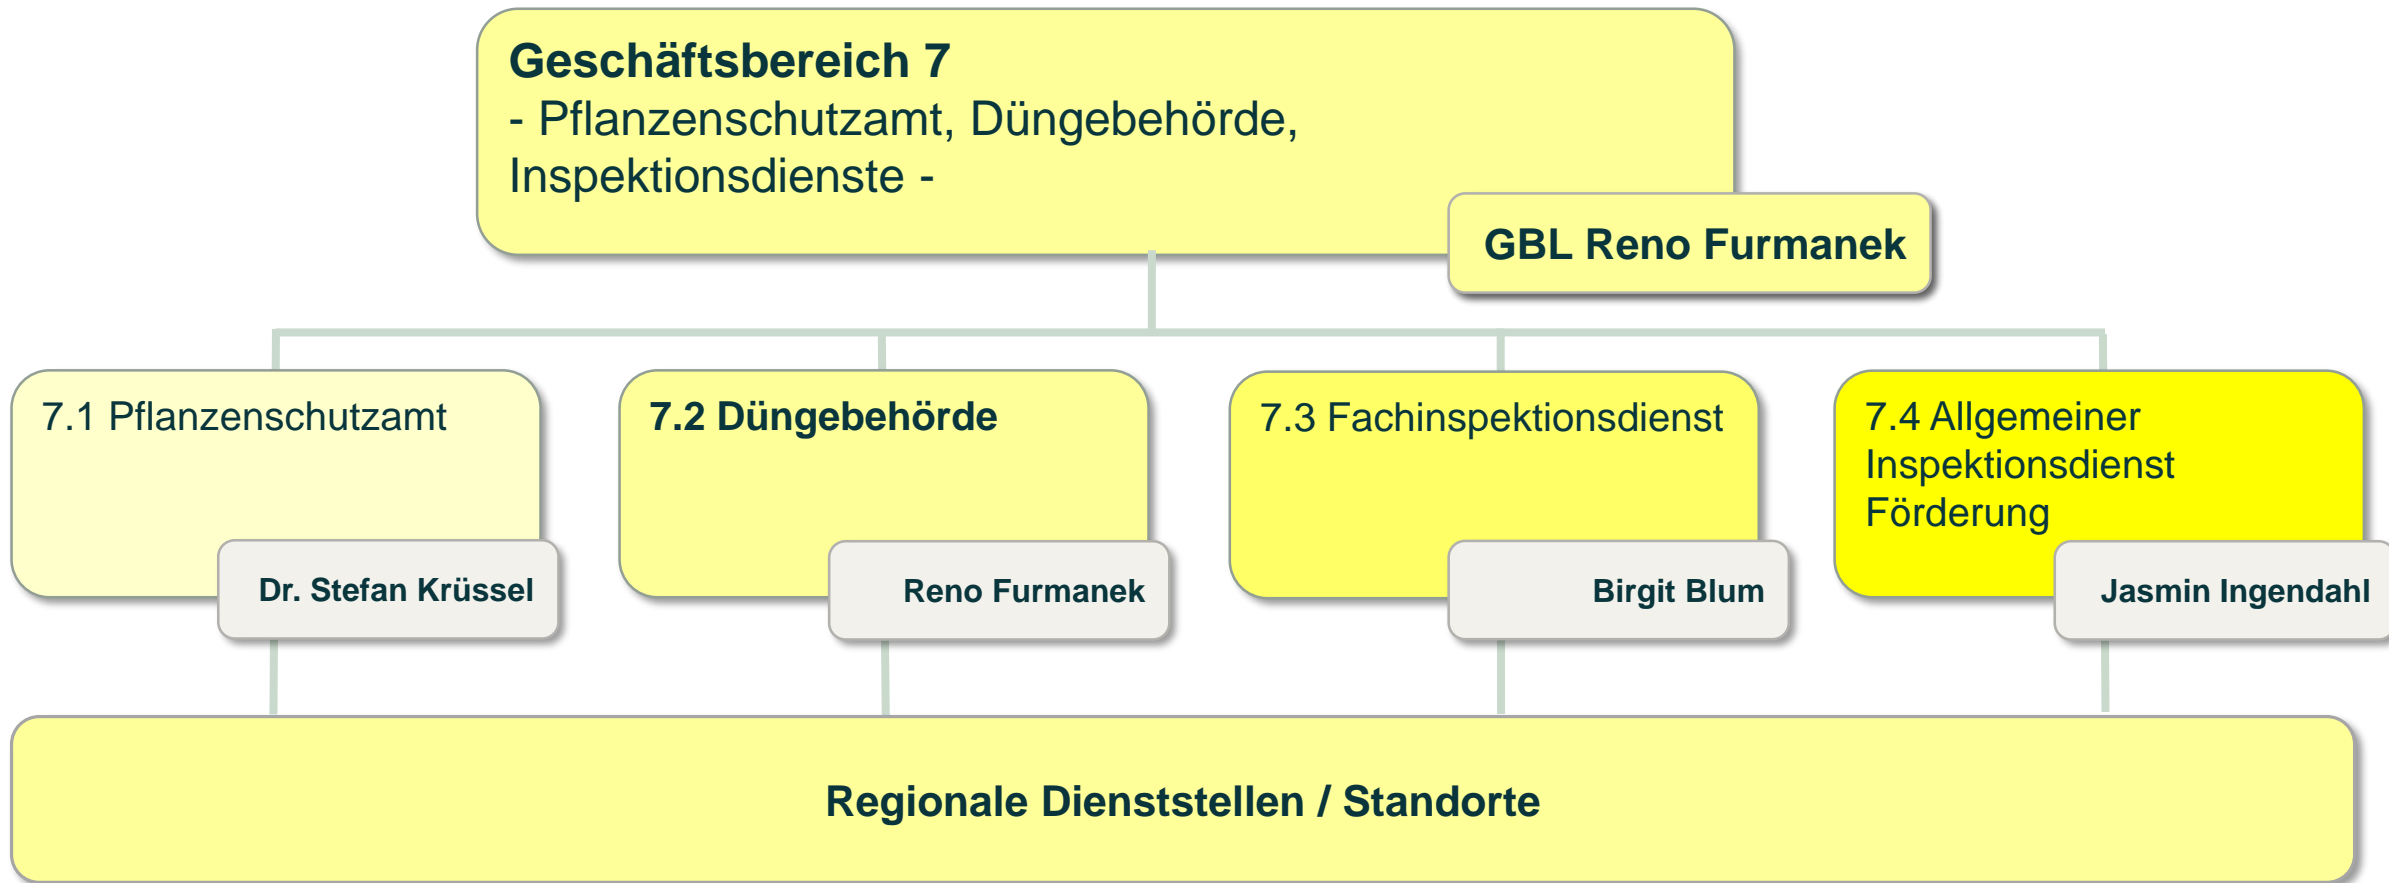 Geschäftsbereich 7
- Pflanzenschutzamt, Düngebehörde,
Inspektionsdienste -
GBL Reno Furmanek
7.1 Pflanzenschutzamt
Dr. Stefan Krüssel
7.2 Düngebehörde
Reno Furmanek
7.3 Fachinspektionsdienst
Birgit Blum
7.4 Allgemeiner
Inspektionsdienst
Förderung
Jasmin Ingendahl
Regionale Dienststellen / Standorte